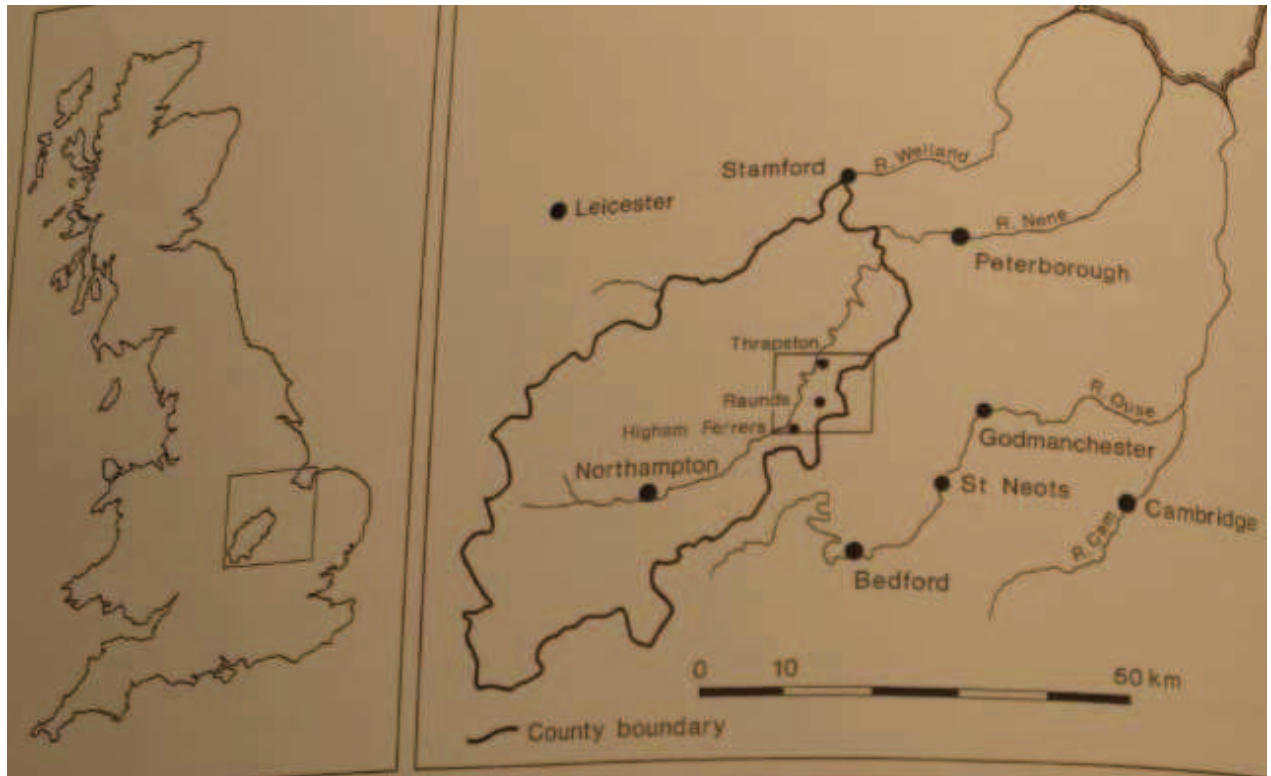 R. Welland
Stamford
Leicester
R. Nene
Peterborough
Thrapston
Raunds
R. Ouse
Higham Ferrers
Godmanchester
Northampton
St Neots
Cambridge
R. Cam
Bedford
0 10 50 km
County boundary